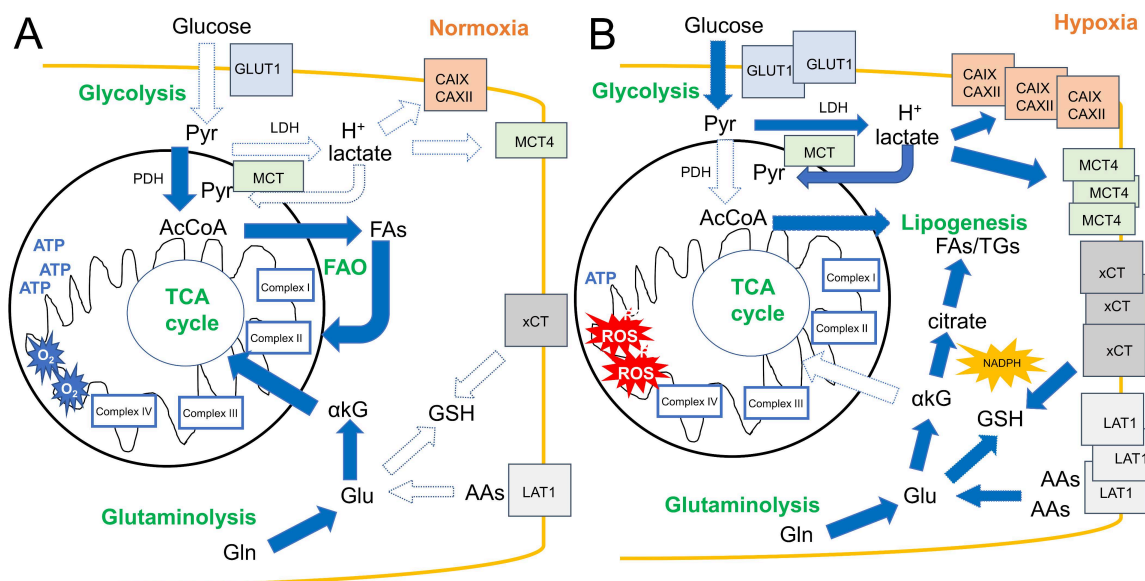 A
Glucose
Normoxia
GLUT1
CAIX
CAXII
Glycolysis
Pyr
LDH
H+
lactate
MCT4
MCT
PDH
Pyr
AcCoA
FAs
FAO
ATP
ATP
ATP
TCA
cycle
Complex I
Complex II
xCT
O2
O2
Complex IV
Complex III
αkG
GSH
Glu
AAs
LAT1
Glutaminolysis
Gln
B
Glucose
Hypoxia
GLUT1
GLUT1
CAIX
CAXII
CAIX
CAXII
CAIX
CAXII
Glycolysis
Pyr
LDH
H+
lactate
MCT
PDH
Pyr
MCT4
MCT4
MCT4
AcCoA
Lipogenesis
FAs/TGs
ATP
TCA
cycle
Complex I
Complex II
xCT
xCT
xCT
citrate
ROS
ROS
NADPH
Complex IV
Complex III
αkG
GSH
LAT1
LAT1
LAT1
Glu
AAs
AAs
Glutaminolysis
Gln